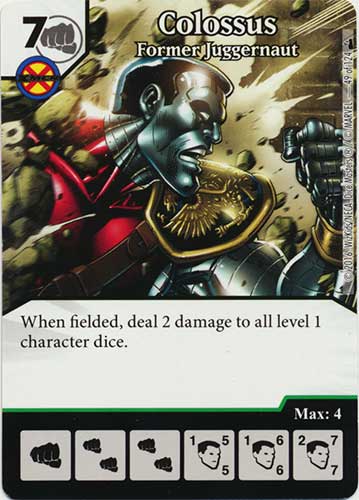 7
Colossus
Former Juggernaut
X-MEN
When fielded, deal 2 damage to all level 1
character dice.
Max: 4
1 5 5
1 6 6
2 7 7